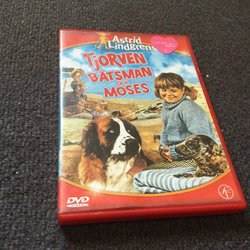 Astrid
Lindgrens
TJORVEN
BÅTSMAN
OCH
MOSES
DVD